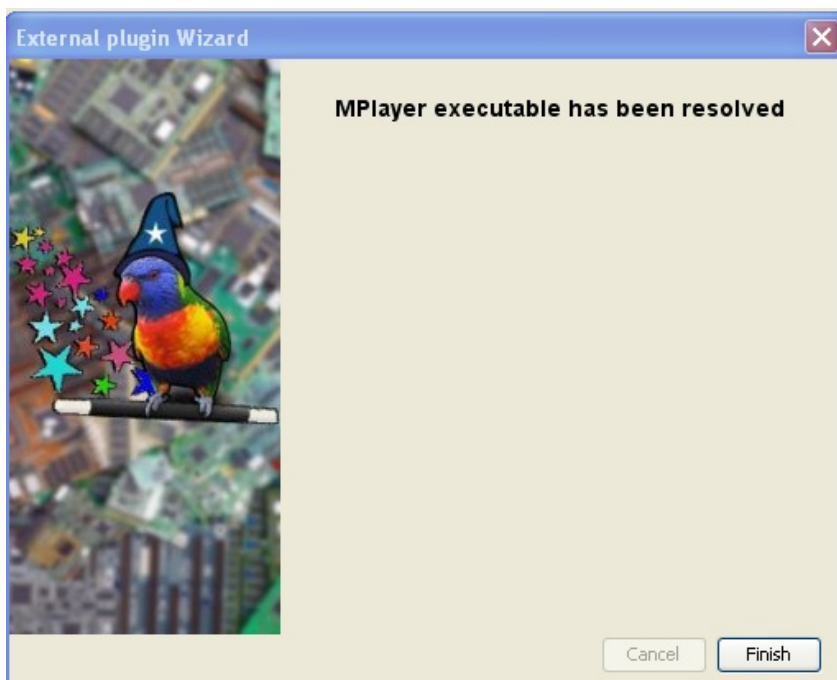 External plugin Wizard
MPlayer executable has been resolved
Cancel
Finish